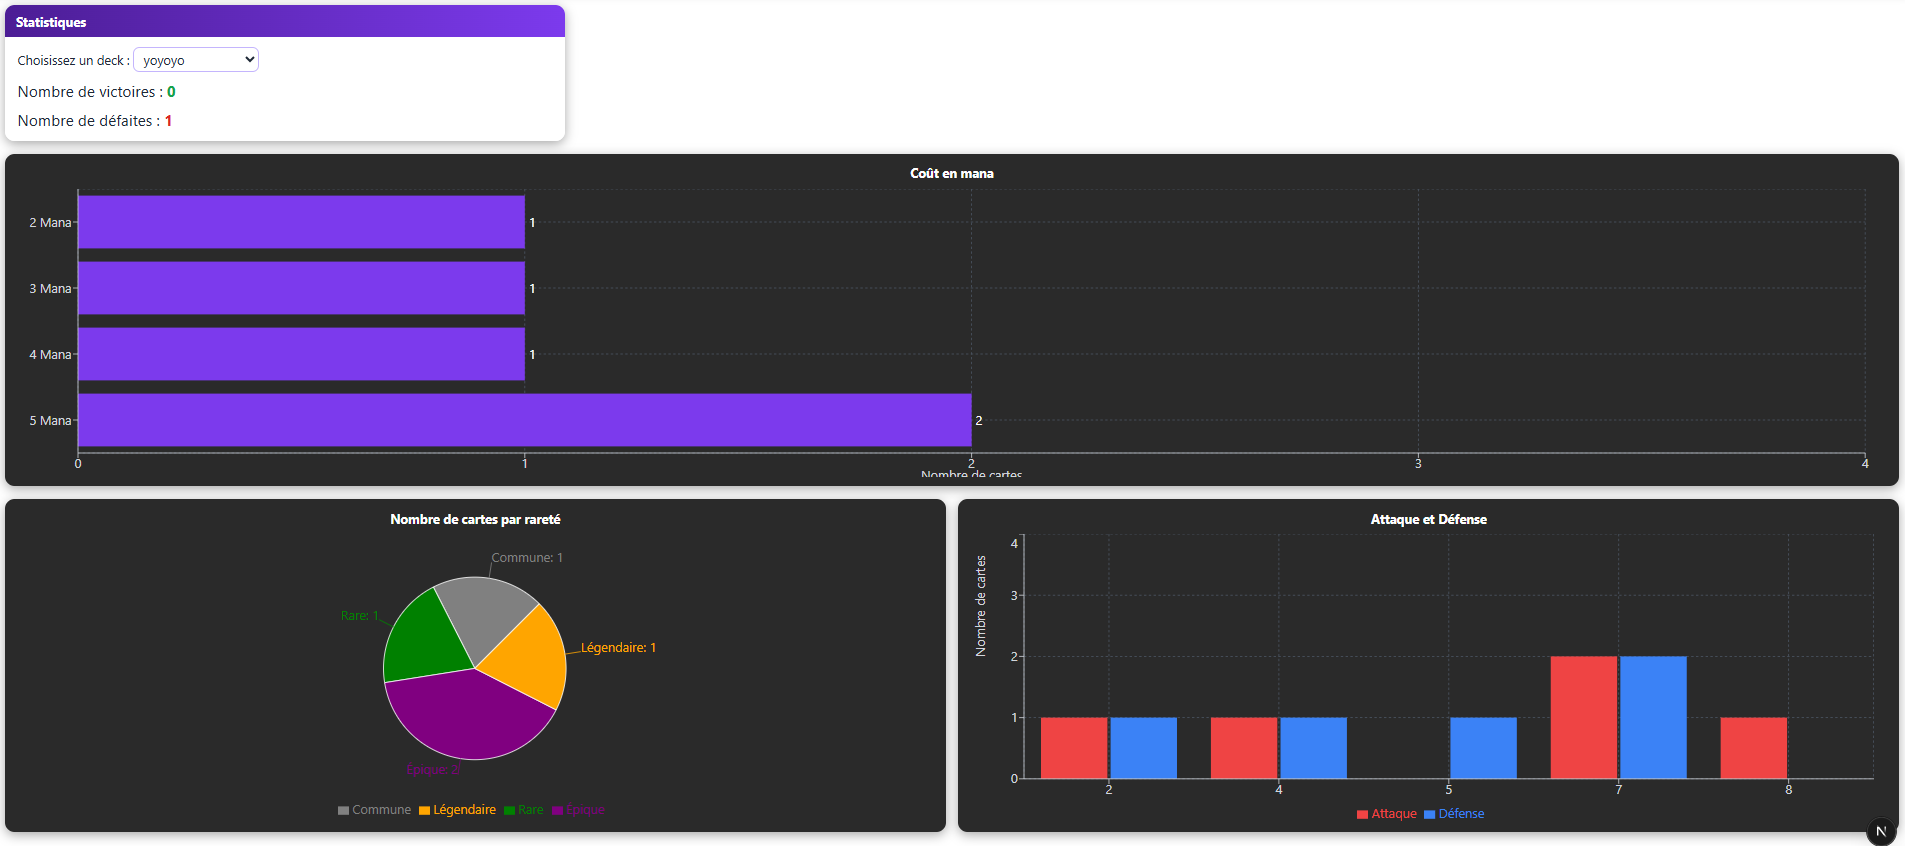 Statistiques
Choisissez un deck : yoyoyo
Nombre de victoires : 0
Nombre de défaites : 1
Coût en mana
2 Mana 1
3 Mana 1
4 Mana 1
5 Mana 2
0 1 2 3 4
Nombre de cartes
Nombre de cartes par rareté
Commune: 1
Rare: 1
Légendaire: 1
Épique: 2
Commune Légendaire Rare Épique
Attaque et Défense
Nombre de cartes
4
3
2
1
0
2 4 5 7 8
Attaque Défense
N